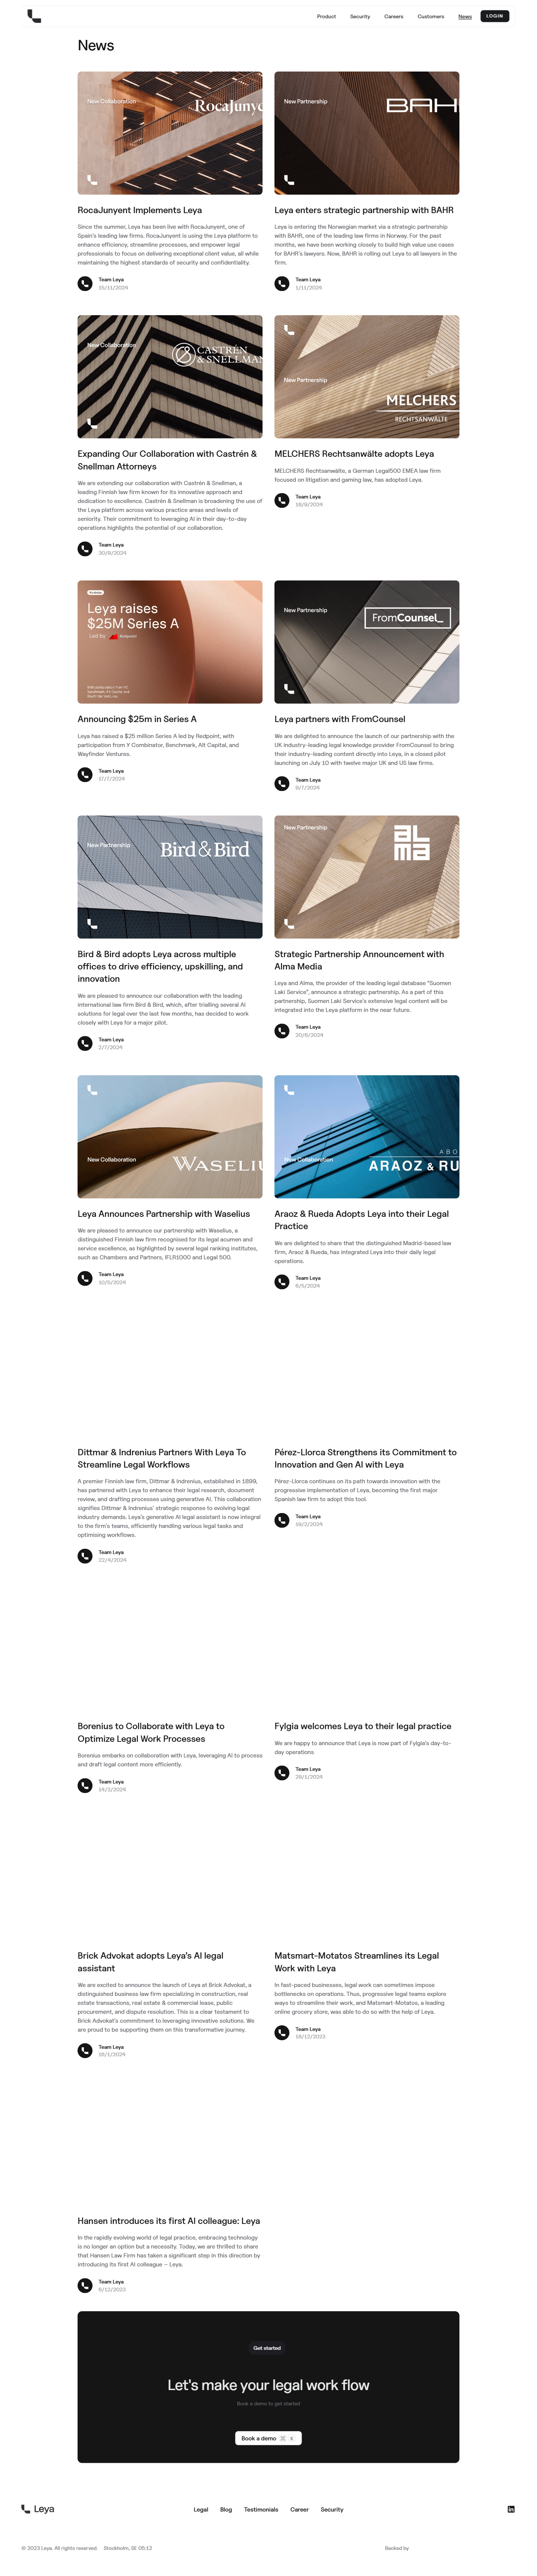 Product Security Careers Customers News LOGIN
News
New Collaboration
RocaJunye
New Partnership
BAH
RocaJunyent Implements Leya
Since the summer, Leya has been live with RocaJunyent, one of
Spain's leading law firms. RocaJunyent is using the Leya platform to
enhance efficiency, streamline processes, and empower legal
professionals to focus on delivering exceptional client value, all while
maintaining the highest standards of security and confidentiality.
Team Leya
15/11/2024
Leya enters strategic partnership with BAHR
Leya is entering the Norwegian market via a strategic partnership
with BAHR, one of the leading law firms in Norway. For the past
months, we have been working closely to build high value use cases
for BAHR's lawyers. Now, BAHR is rolling out Leya to all lawyers in the
firm.
Team Leya
1/11/2024
New Collaboration
CASTRÉN
& SNELLMAN
New Partnership
MELCHERS
RECHTSANWÄLTE
Expanding Our Collaboration with Castrén &
Snellman Attorneys
We are extending our collaboration with Castrén & Snellman, a
leading Finnish law firm known for its innovative approach and
dedication to excellence. Castrén & Snellman is broadening the use of
the Leya platform across various practice areas and levels of
seniority. Their commitment to leveraging AI in their day-to-day
operations highlights the potential of our collaboration.
Team Leya
30/9/2024
MELCHERS Rechtsanwälte adopts Leya
MELCHERS Rechtsanwälte, a German Legal500 EMEA law firm
focused on litigation and gaming law, has adopted Leya.
Team Leya
18/9/2024
Leya raises
$25M Series A
Led by Redpoint
New Partnership
FromCounsel_
Announcing $25m in Series A
Leya has raised a $25 million Series A led by Redpoint, with
participation from Y Combinator, Benchmark, Alt Capital, and
Wayfinder Ventures.
Team Leya
17/7/2024
Leya partners with FromCounsel
We are delighted to announce the launch of our partnership with the
UK industry-leading legal knowledge provider FromCounsel to bring
their industry-leading content directly into Leya, in a closed pilot
launching on July 10 with twelve major UK and US law firms.
Team Leya
9/7/2024
New Partnership
Bird & Bird
New Partnership
aL
ma
Bird & Bird adopts Leya across multiple
offices to drive efficiency, upskilling, and
innovation
We are pleased to announce our collaboration with the leading
international law firm Bird & Bird, which, after trialling several AI
solutions for legal over the last few months, has decided to work
closely with Leya for a major pilot.
Team Leya
2/7/2024
Strategic Partnership Announcement with
Alma Media
Leya and Alma, the provider of the leading legal database "Suomen
Laki Service", announce a strategic partnership. As a part of this
partnership, Suomen Laki Service's extensive legal content will be
integrated into the Leya platform in the near future.
Team Leya
20/6/2024
New Collaboration
WASELIU
New Collaboration
ABO
ARAOZ & RU
Leya Announces Partnership with Waselius
We are pleased to announce our partnership with Waselius, a
distinguished Finnish law firm recognised for its legal acumen and
service excellence, as highlighted by several legal ranking institutes,
such as Chambers and Partners, IFLR1000 and Legal 500.
Team Leya
10/5/2024
Araoz & Rueda Adopts Leya into their Legal
Practice
We are delighted to share that the distinguished Madrid-based law
firm, Araoz & Rueda, has integrated Leya into their daily legal
operations.
Team Leya
6/5/2024
Dittmar & Indrenius Partners With Leya To
Streamline Legal Workflows
A premier Finnish law firm, Dittmar & Indrenius, established in 1899,
has partnered with Leya to enhance their legal research, document
review, and drafting processes using generative AI. This collaboration
signifies Dittmar & Indrenius' strategic response to evolving legal
industry demands. Leya's generative AI legal assistant is now integral
to the firm's teams, efficiently handling various legal tasks and
optimising workflows.
Team Leya
22/4/2024
Pérez-Llorca Strengthens its Commitment to
Innovation and Gen AI with Leya
Pérez-Llorca continues on its path towards innovation with the
progressive implementation of Leya, becoming the first major
Spanish law firm to adopt this tool.
Team Leya
19/2/2024
Borenius to Collaborate with Leya to
Optimize Legal Work Processes
Borenius embarks on collaboration with Leya, leveraging AI to process
and draft legal content more efficiently.
Team Leya
14/2/2024
Fylgia welcomes Leya to their legal practice
We are happy to announce that Leya is now part of Fylgia's day-to-
day operations.
Team Leya
29/1/2024
Brick Advokat adopts Leya's AI legal
assistant
We are excited to announce the launch of Leya at Brick Advokat, a
distinguished business law firm specializing in construction, real
estate transactions, real estate & commercial lease, public
procurement, and dispute resolution. This is a clear testament to
Brick Advokat's commitment to leveraging innovative solutions. We
are proud to be supporting them on this transformative journey.
Team Leya
18/1/2024
Matsmart-Motatos Streamlines its Legal
Work with Leya
In fast-paced businesses, legal work can sometimes impose
bottlenecks on operations. Thus, progressive legal teams explore
ways to streamline their work, and Matsmart-Motatos, a leading
online grocery store, was able to do so with the help of Leya.
Team Leya
18/12/2023
Hansen introduces its first AI colleague: Leya
In the rapidly evolving world of legal practice, embracing technology
is no longer an option but a necessity. Today, we are thrilled to share
that Hansen Law Firm has taken a significant step in this direction by
introducing its first AI colleague – Leya.
Team Leya
6/12/2023
Get started
Let's make your legal work flow
Book a demo to get started
Book a demo ⌘ K
Leya Legal Blog Testimonials Career Security
© 2023 Leya. All rights reserved. Stockholm, SE 05:12 Backed by